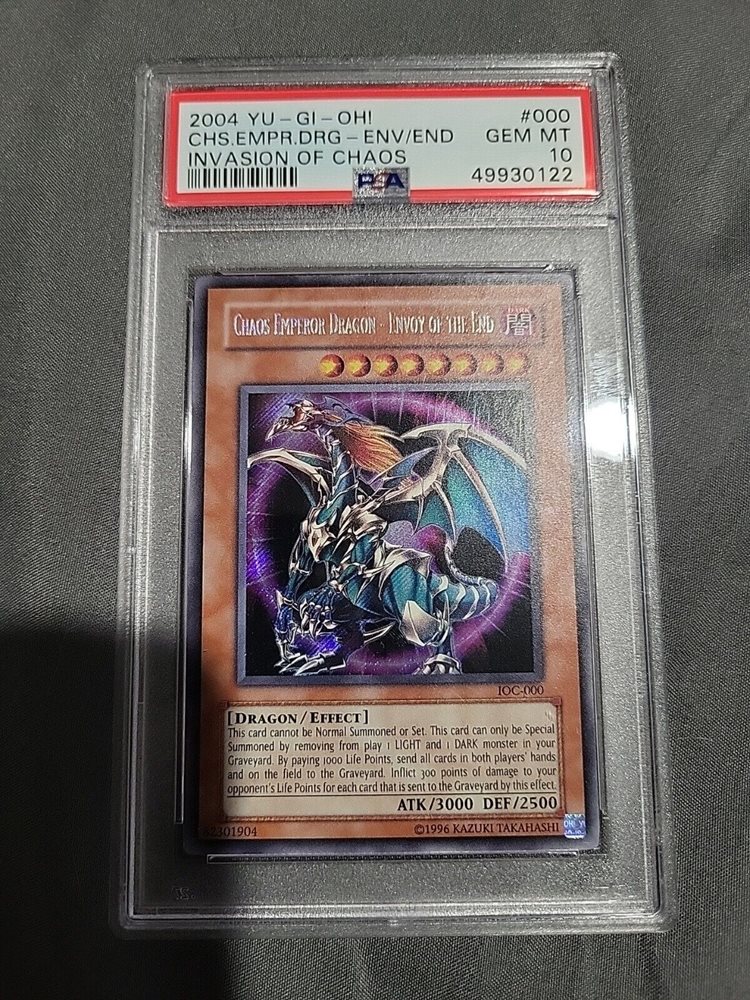 2004 YU-GI-OH! #000
CHS.EMPR.DRG-ENV/END GEM MT
INVASION OF CHAOS 10
PSA 49930122
CHAOS EMPEROR DRAGON - ENVOY OF THE END
DARK
闇
IOC-000
[DRAGON/EFFECT]
This card cannot be Normal Summoned or Set. This card can only be Special
Summoned by removing from play 1 LIGHT and 1 DARK monster in your
Graveyard. By paying 1000 Life Points, send all cards in both players' hands
and on the field to the Graveyard. Inflict 300 points of damage to your
opponent's Life Points for each card that is sent to the Graveyard by this effect.
ATK/3000 DEF/2500
82301904 ©1996 KAZUKI TAKAHASHI